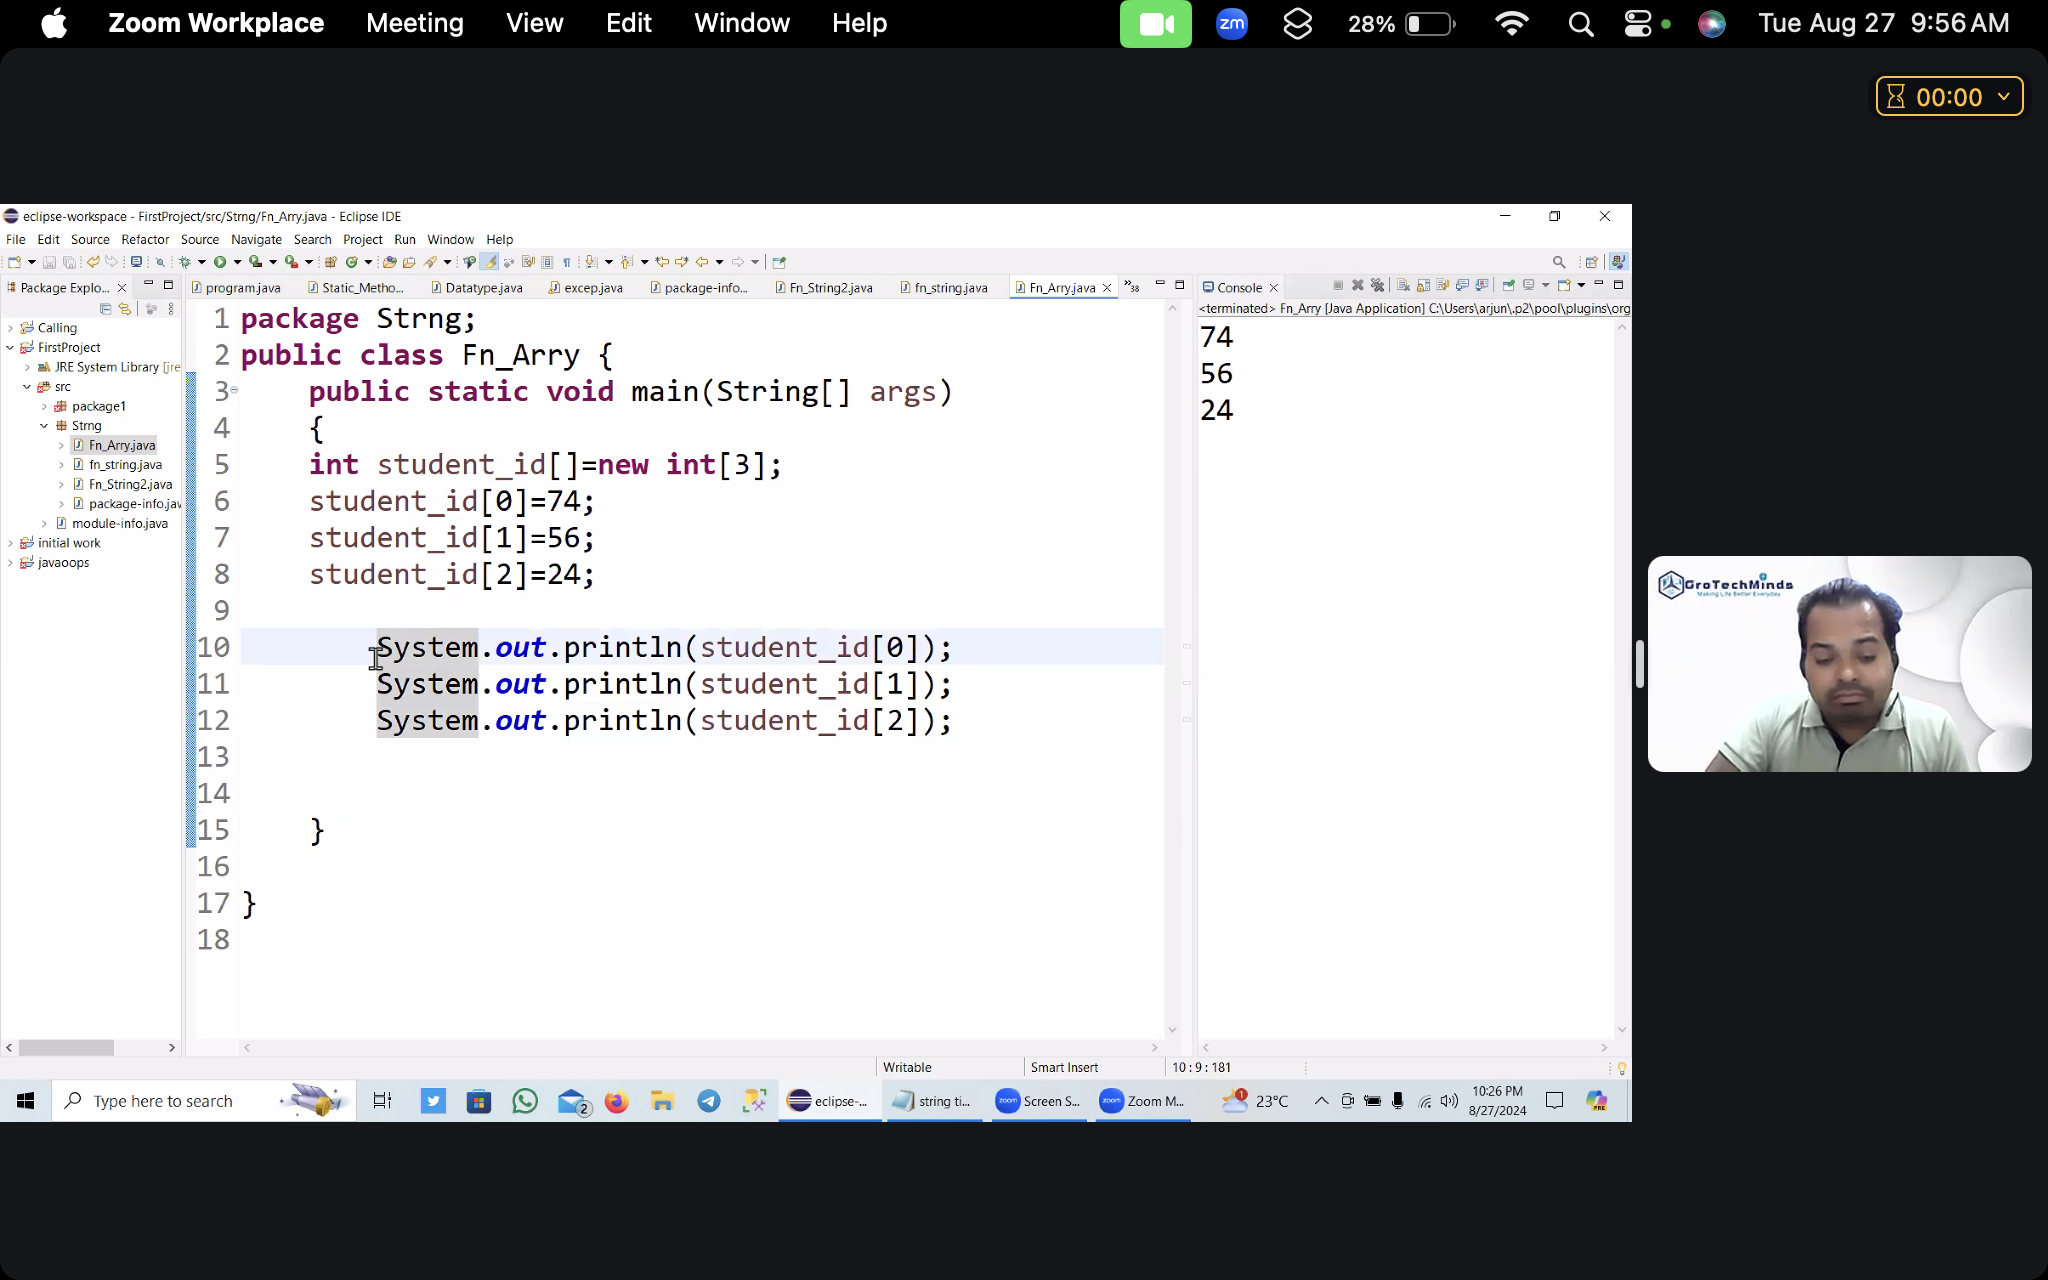 Zoom Workplace Meeting View Edit Window Help zm 28% Tue Aug 27 9:56 AM
00:00
eclipse-workspace - FirstProject/src/Strng/Fn_Arry.java - Eclipse IDE
File Edit Source Refactor Source Navigate Search Project Run Window Help
Package Explo... program.java Static_Metho... Datatype.java excep.java package-info... Fn_String2.java fn_string.java Fn_Arry.java »38 Console
<terminated> Fn_Arry [Java Application] C:\Users\arjun\.p2\pool\plugins\org
Calling
FirstProject
JRE System Library [jre
src
package1
Strng
Fn_Arry.java
fn_string.java
Fn_String2.java
package-info.jav
module-info.java
initial work
javaoops
1 package Strng;
2 public class Fn_Arry {
3 public static void main(String[] args)
4 {
5 int student_id[]=new int[3];
6 student_id[0]=74;
7 student_id[1]=56;
8 student_id[2]=24;
9
10 System.out.println(student_id[0]);
11 System.out.println(student_id[1]);
12 System.out.println(student_id[2]);
13
14
15 }
16
17 }
18
74
56
24
GroTechMinds
Making Life Better Everyday
Writable Smart Insert 10 : 9 : 181
Type here to search 2 eclipse-... string ti... zoom Screen S... zoom Zoom M... 1 23°C 10:26 PM
8/27/2024
PRE